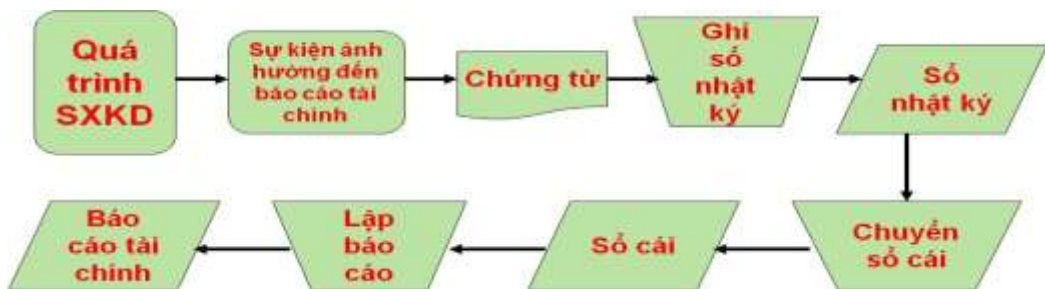 Quá
trình
SXKD
Sự kiện ảnh
hưởng đến
báo cáo tài
chính
Chứng từ
Ghi
sổ
nhật
ký
Sổ
nhật ký
Chuyển
sổ cái
Sổ cái
Lập
báo
cáo
Báo
cáo tài
chính